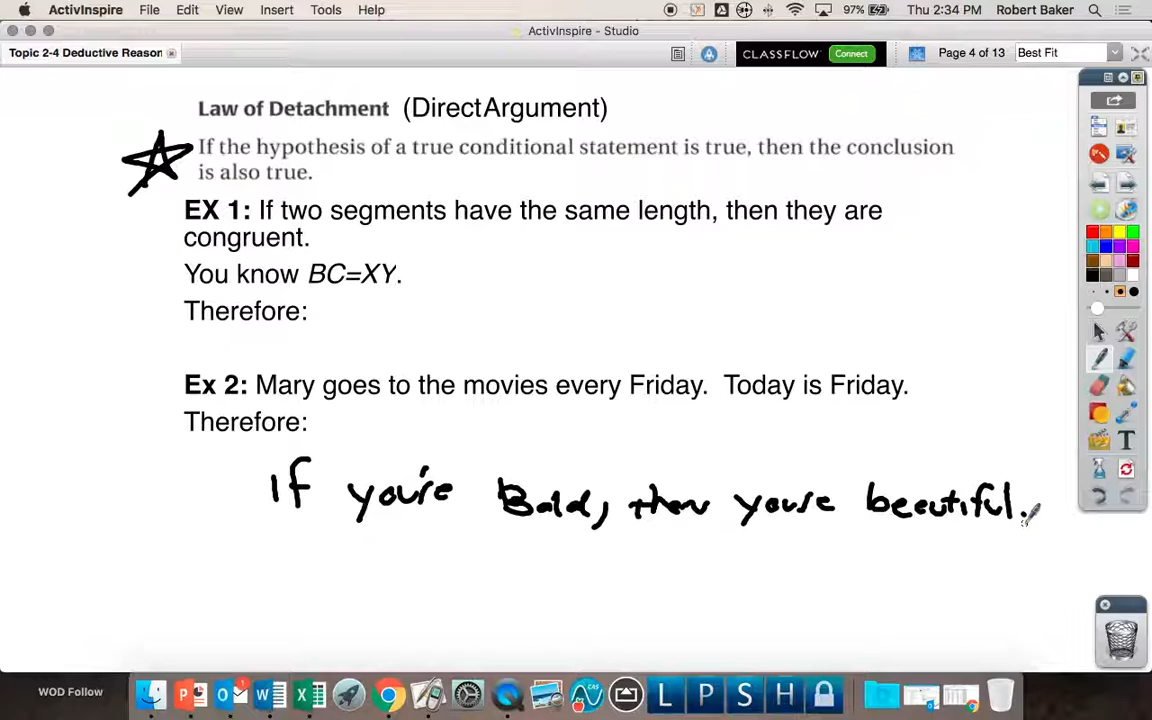 ActivInspire File Edit View Insert Tools Help 97% Thu 2:34 PM Robert Baker
ActivInspire - Studio
Topic 2-4 Deductive Reason
CLASSFLOW Connect Page 4 of 13 Best Fit
Law of Detachment (DirectArgument)
If the hypothesis of a true conditional statement is true, then the conclusion
is also true.
EX 1: If two segments have the same length, then they are
congruent.
You know BC=XY.
Therefore:
Ex 2: Mary goes to the movies every Friday. Today is Friday.
Therefore:
If you're Bald, then you're beautiful.
WOD Follow
L P S H